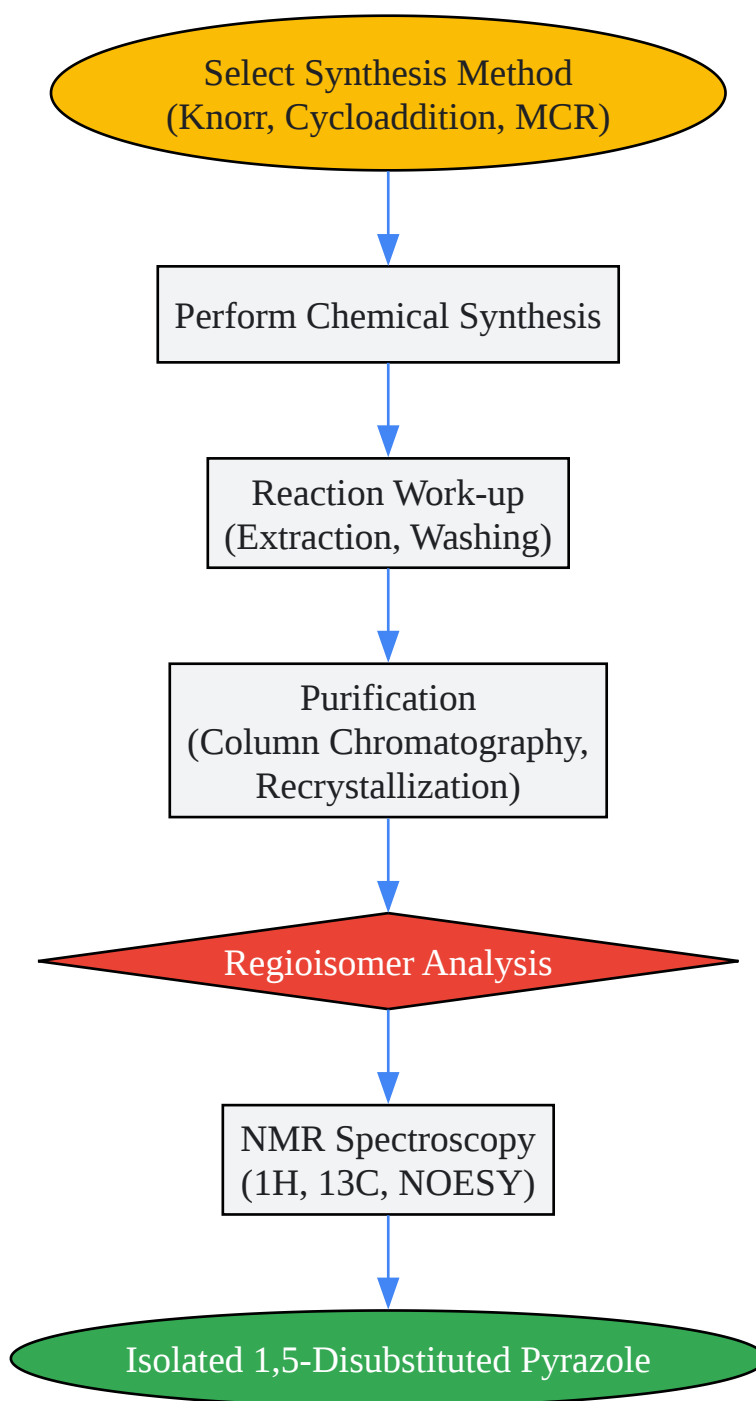 Select Synthesis Method
(Knorr, Cycloaddition, MCR)
Perform Chemical Synthesis
Reaction Work-up
(Extraction, Washing)
Purification
(Column Chromatography,
Recrystallization)
Regioisomer Analysis
NMR Spectroscopy
(1H, 13C, NOESY)
Isolated 1,5-Disubstituted Pyrazole